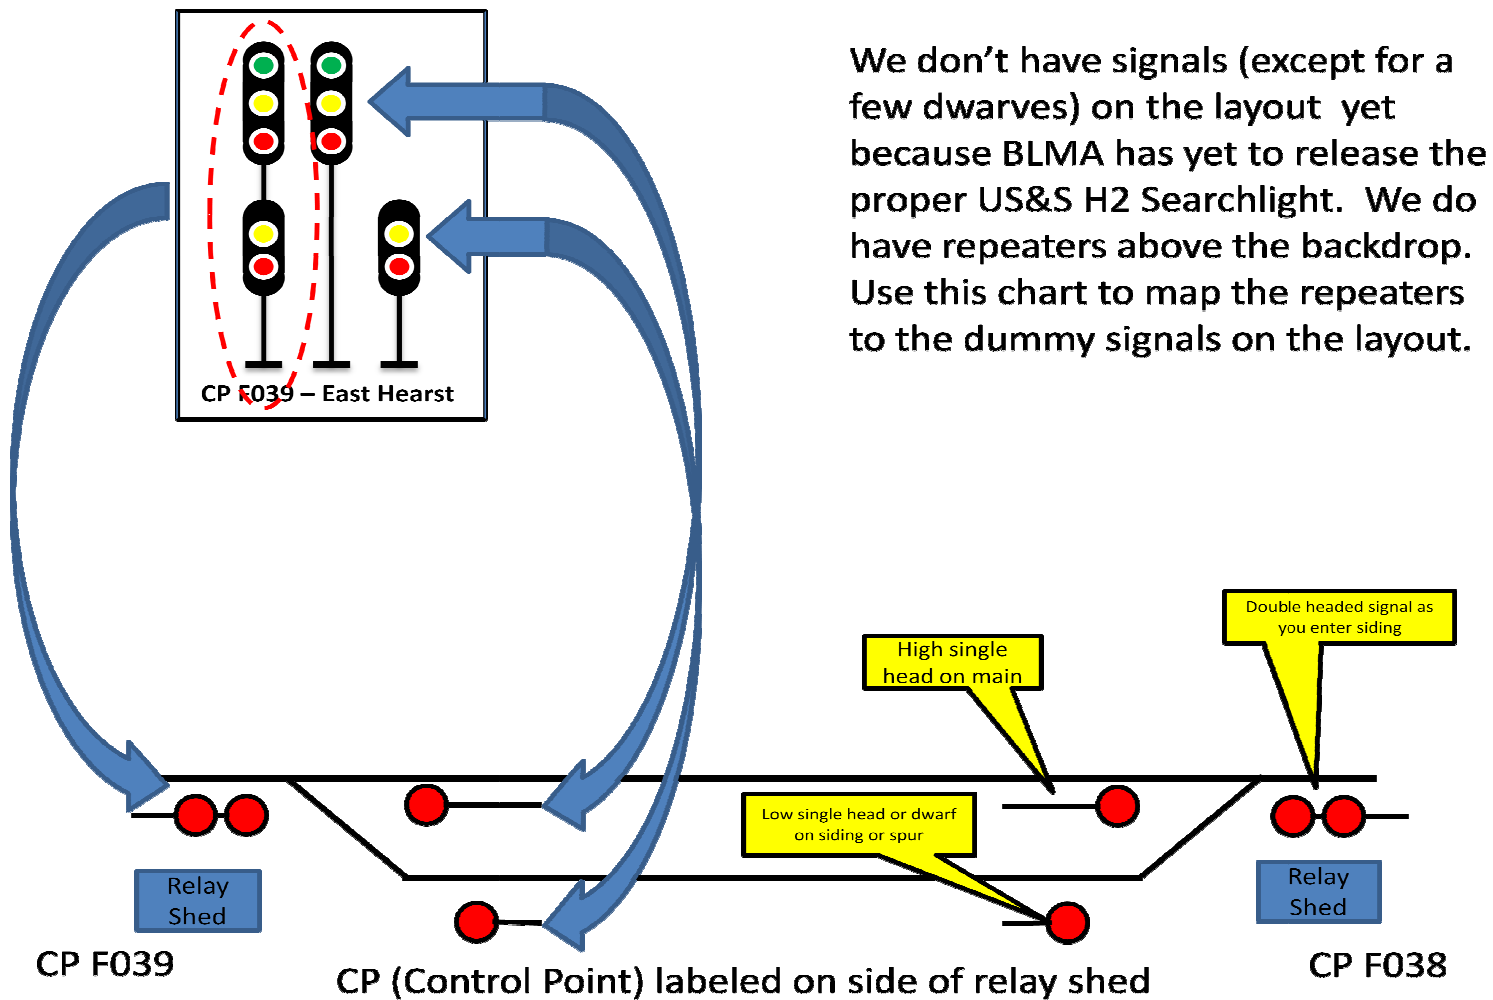 We don't have signals (except for a
few dwarves) on the layout  yet
because BLMA has yet to release the
proper US&S H2 Searchlight.  We do
have repeaters above the backdrop.
Use this chart to map the repeaters
to the dummy signals on the layout.
CP F039 – East Hearst
Double headed signal as
you enter siding
High single
head on main
Low single head or dwarf
on siding or spur
Relay
Shed
Relay
Shed
CP F039
CP (Control Point) labeled on side of relay shed
CP F038